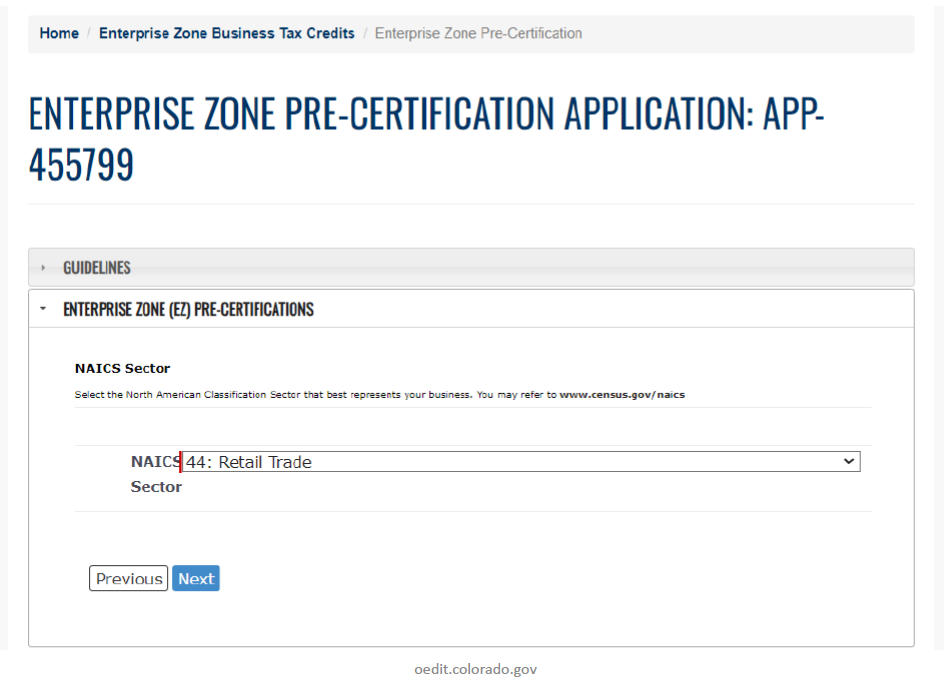 Home / Enterprise Zone Business Tax Credits / Enterprise Zone Pre-Certification
ENTERPRISE ZONE PRE-CERTIFICATION APPLICATION: APP-
455799
GUIDELINES
ENTERPRISE ZONE (EZ) PRE-CERTIFICATIONS
NAICS Sector
Select the North American Classification Sector that best represents your business. You may refer to www.census.gov/naics
NAICS 44: Retail Trade
Sector
Previous Next
oedit.colorado.gov